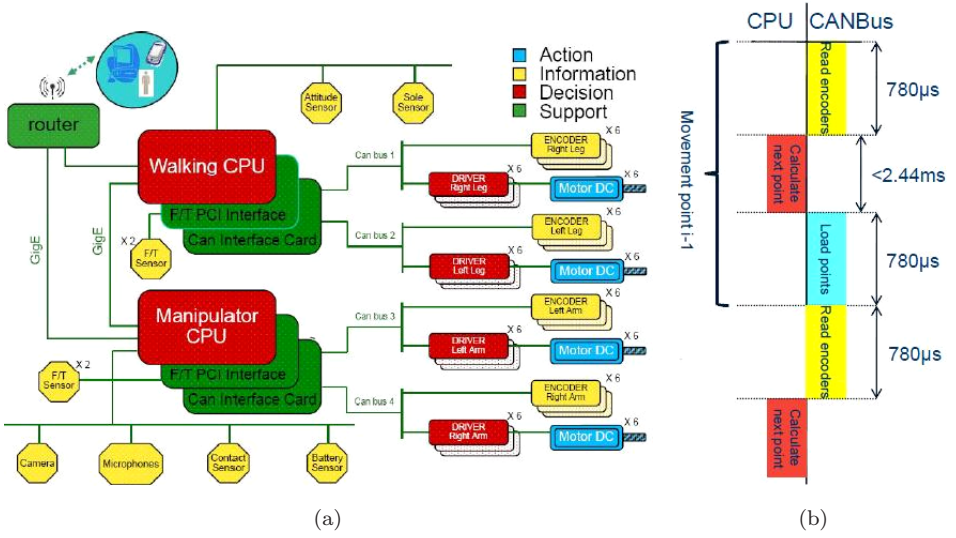 router
GigE
GigE
Walking CPU
F/T PCI Interface
Can Interface Card
X 2
F/T
Sensor
Attitude
Sensor
Sole
Sensor
Action
Information
Decision
Support
Can bus 1
ENCODER
Right Leg
X 6
DRIVER
Right Leg
X 6
Motor DC
X 6
Can bus 2
ENCODER
Left Leg
X 6
DRIVER
Left Leg
X 6
Motor DC
X 6
Manipulator
CPU
F/T PCI Interface
Can Interface Card
F/T
Sensor
X 2
Can bus 3
ENCODER
Left Arm
X 6
DRIVER
Left Arm
X 6
Motor DC
X 6
Can bus 4
ENCODER
Right Arm
X 6
DRIVER
Right Arm
X 6
Motor DC
X 6
Camera
Microphones
Contact
Sensor
Battery
Sensor
(a)
CPU
CANBus
Movement point i-1
Read encoders
780µs
Calculate
next point
<2.44ms
Load points
780µs
Read encoders
780µs
Calculate
next point
(b)